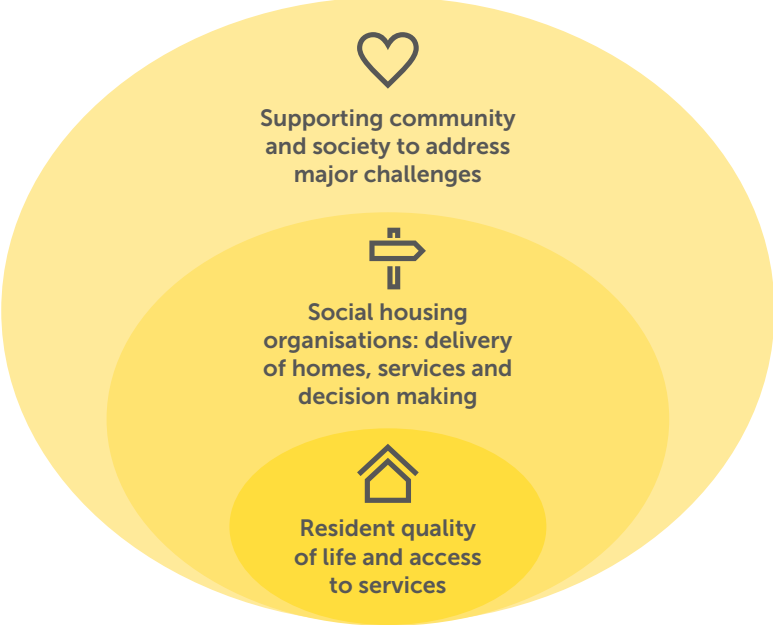 Supporting community
and society to address
major challenges
Social housing
organisations: delivery
of homes, services and
decision making
Resident quality
of life and access
to services